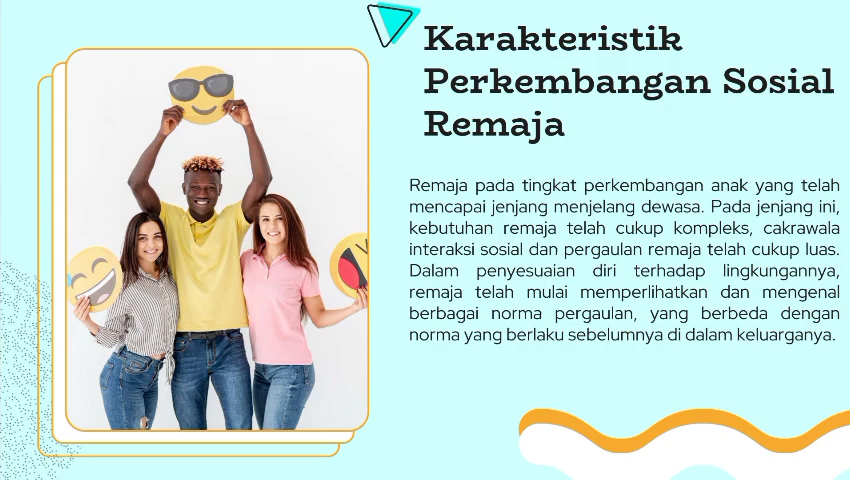 Karakteristik
Perkembangan Sosial
Remaja
Remaja pada tingkat perkembangan anak yang telah
mencapai jenjang menjelang dewasa. Pada jenjang ini,
kebutuhan remaja telah cukup kompleks, cakrawala
interaksi sosial dan pergaulan remaja telah cukup luas.
Dalam penyesuaian diri terhadap lingkungannya,
remaja telah mulai memperlihatkan dan mengenal
berbagai norma pergaulan, yang berbeda dengan
norma yang berlaku sebelumnya di dalam keluarganya.